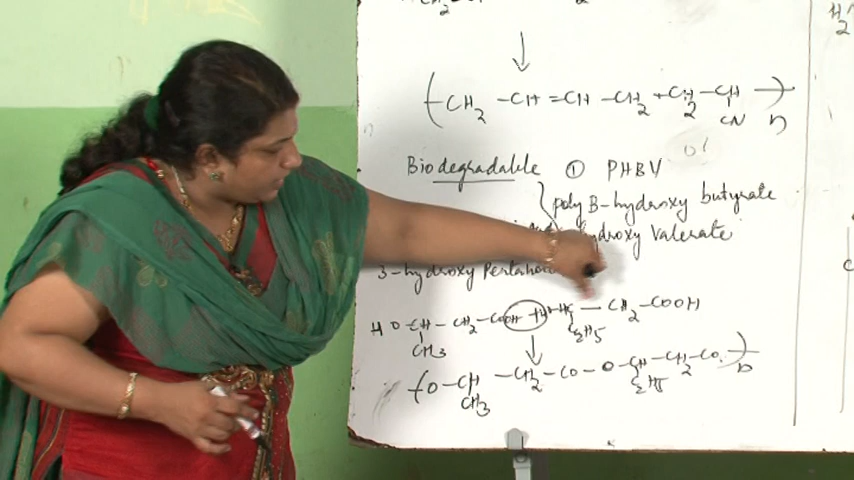 (CH2 -CH =CH -CH2 +CH2 -CH )n
CN
Biodegradable ① PHBV
poly B-hydroxy butyrate
hydroxy Valerate
3-hydroxy
HO -CH -CH2 -COOH CH2 -COOH
CH3 C2H5
(O -CH -CH2 -CO -O -CH -CH2 -CO )n
CH3 C2H5